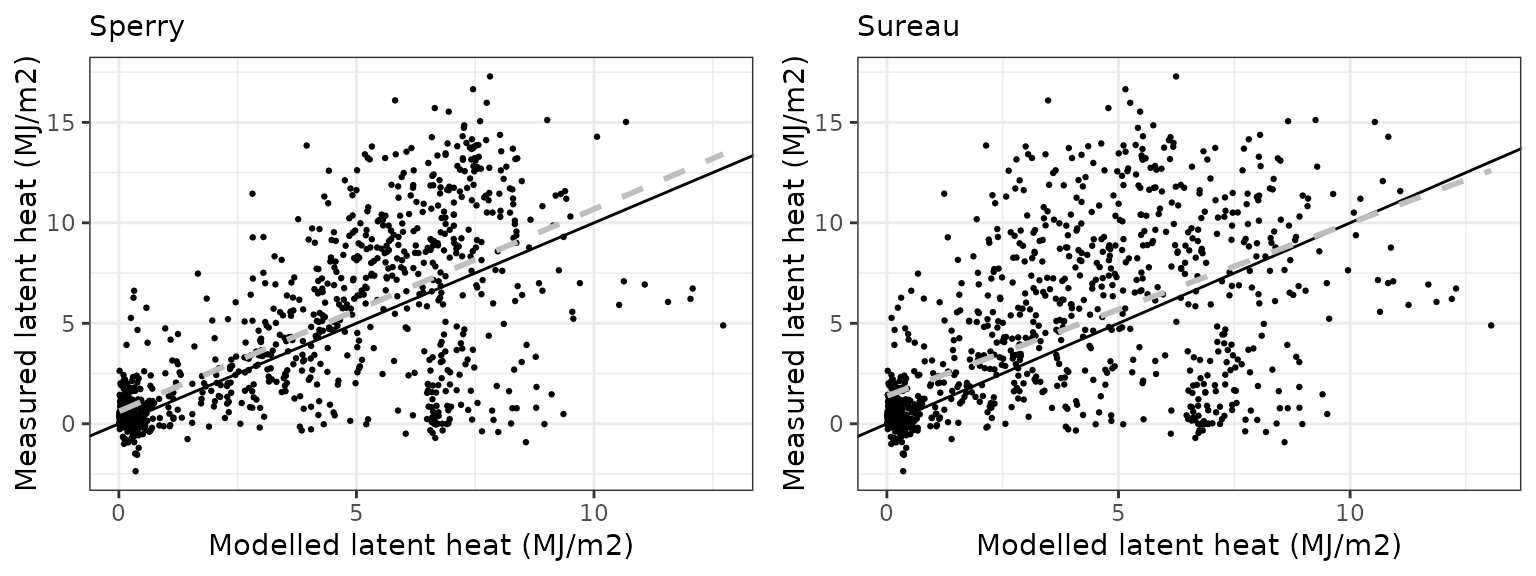 Sperry
Measured latent heat (MJ/m2)
15
10
5
0
0 5 10
Modelled latent heat (MJ/m2)
Sureau
Measured latent heat (MJ/m2)
15
10
5
0
0 5 10
Modelled latent heat (MJ/m2)